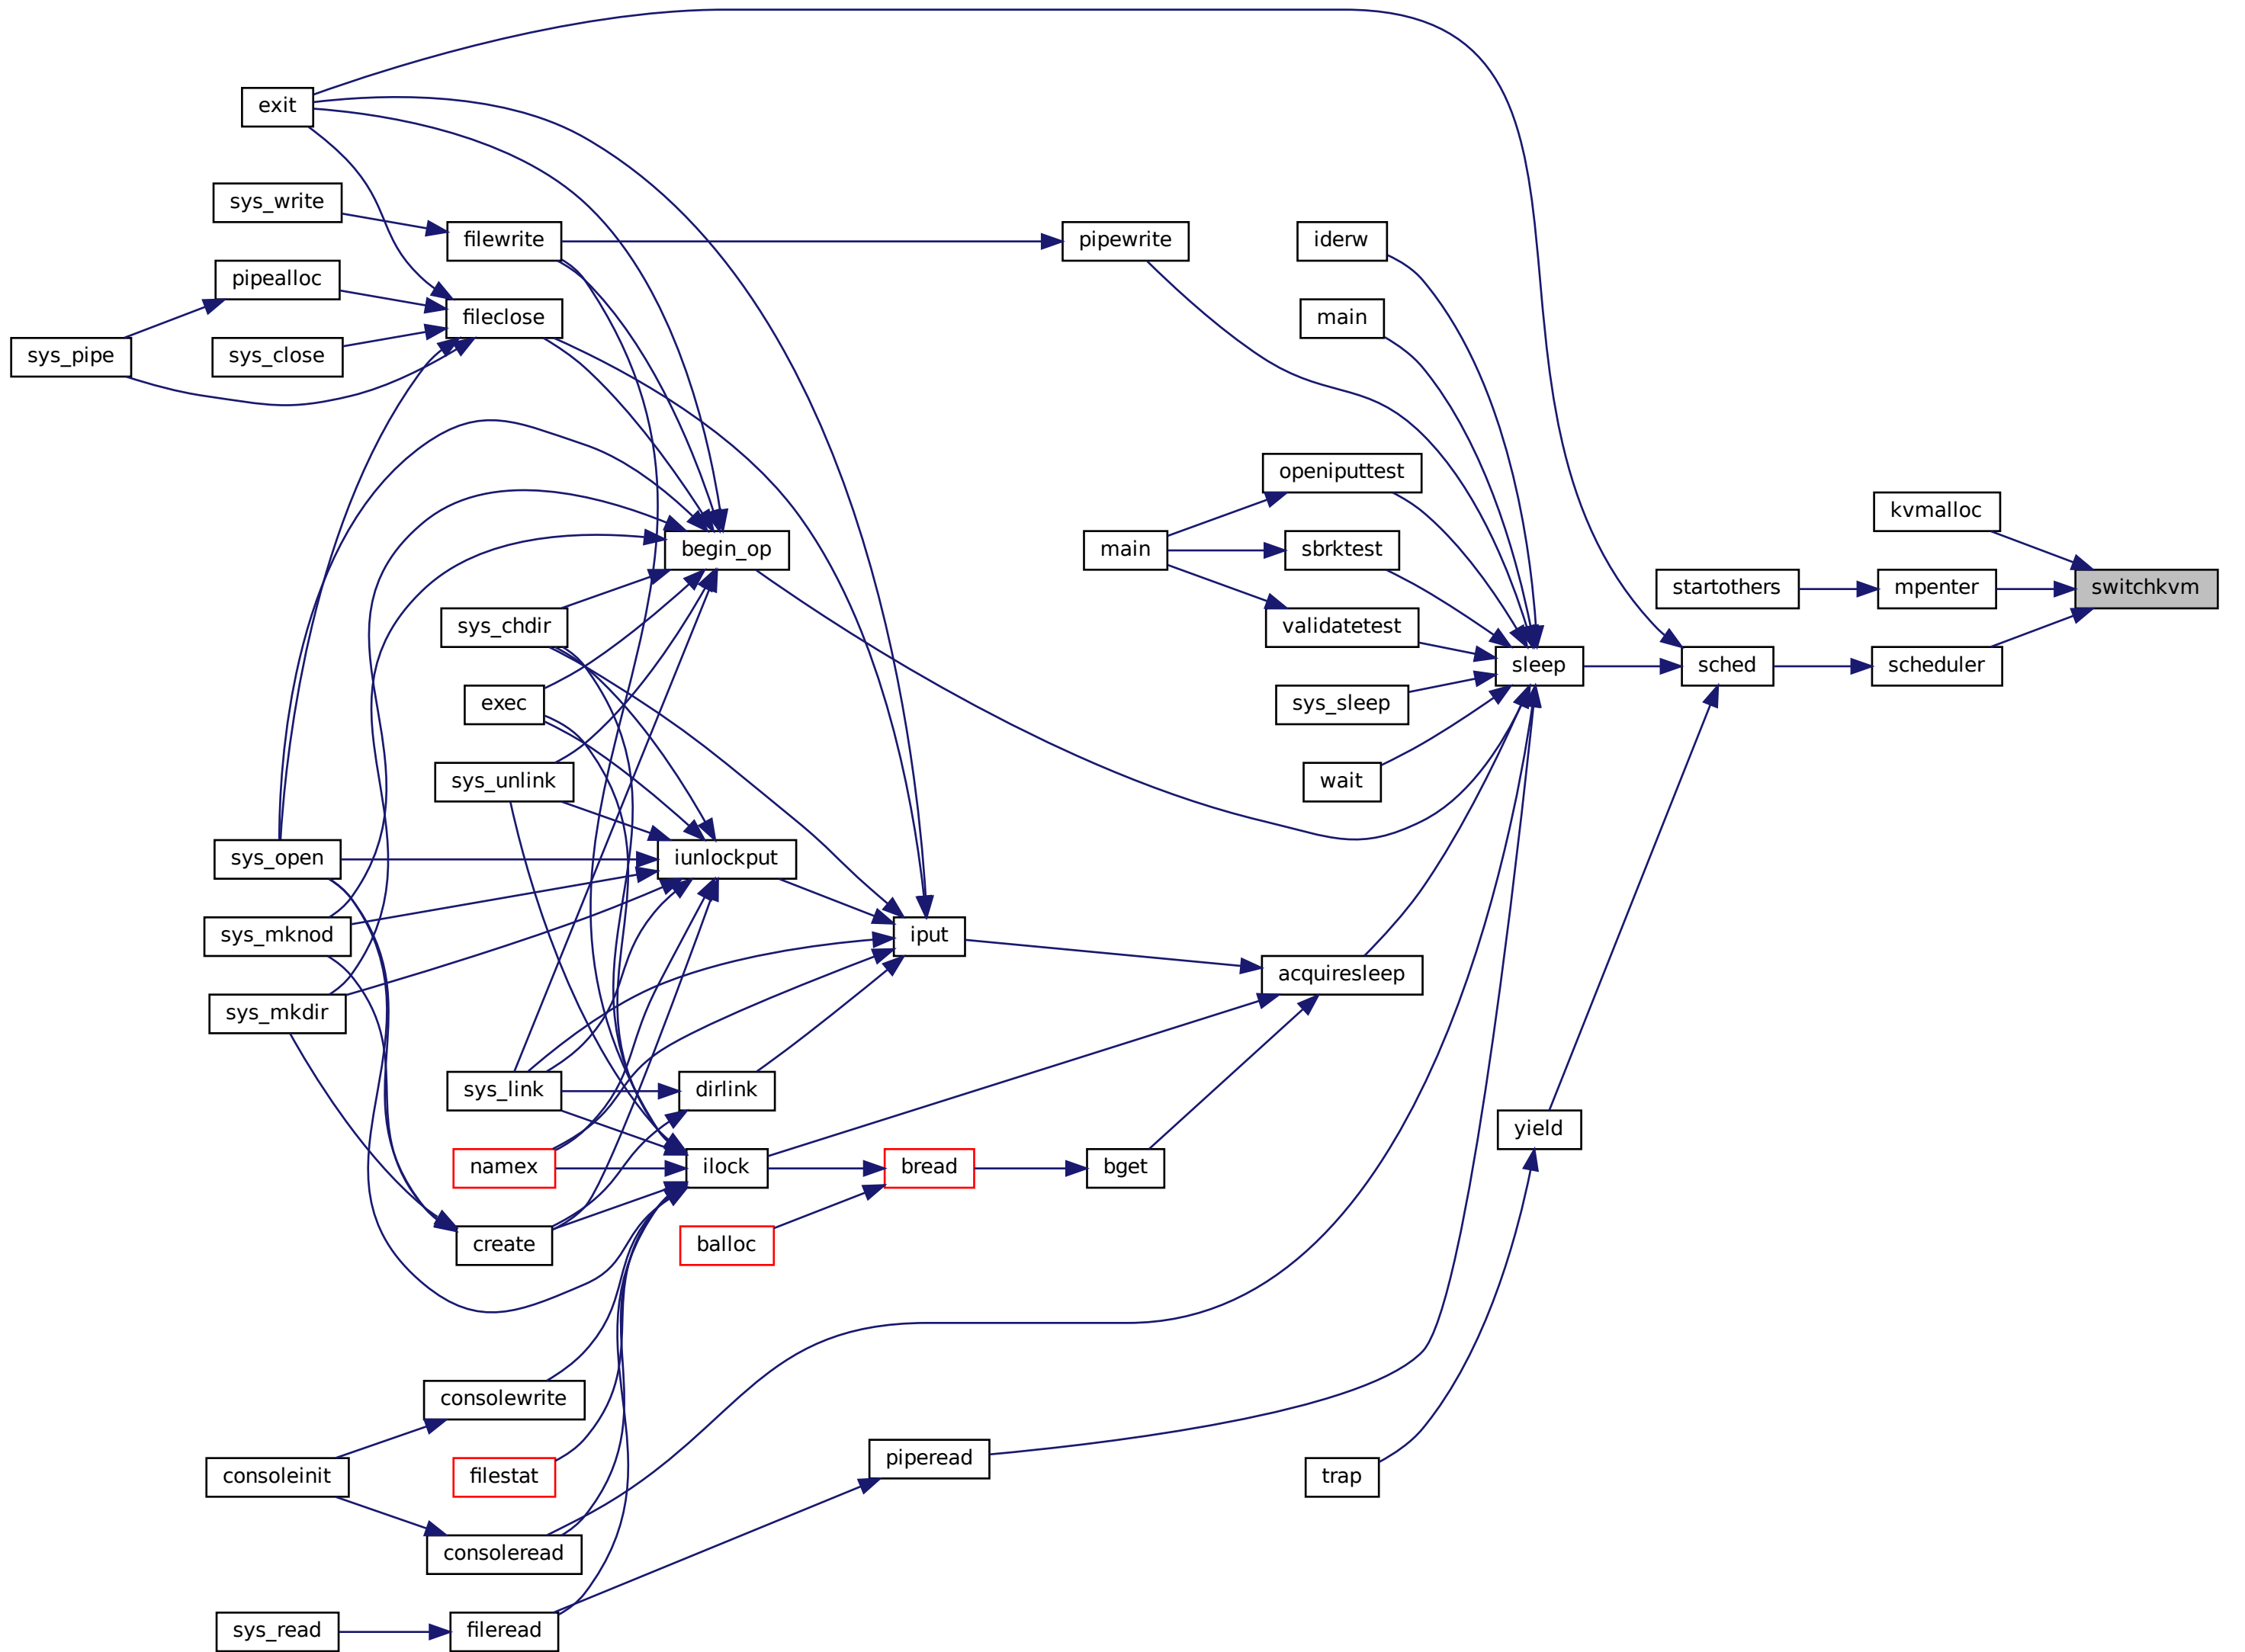 exit
sys_write
filewrite
pipewrite
iderw
pipealloc
fileclose
main
sys_pipe
sys_close
openiputtest
kvmalloc
begin_op
main
sbrktest
startothers
mpenter
switchkvm
sys_chdir
validatetest
sleep
sched
scheduler
exec
sys_sleep
sys_unlink
wait
sys_open
iunlockput
sys_mknod
iput
acquiresleep
sys_mkdir
sys_link
dirlink
yield
namex
ilock
bread
bget
create
balloc
consolewrite
piperead
consoleinit
filestat
trap
consoleread
sys_read
fileread